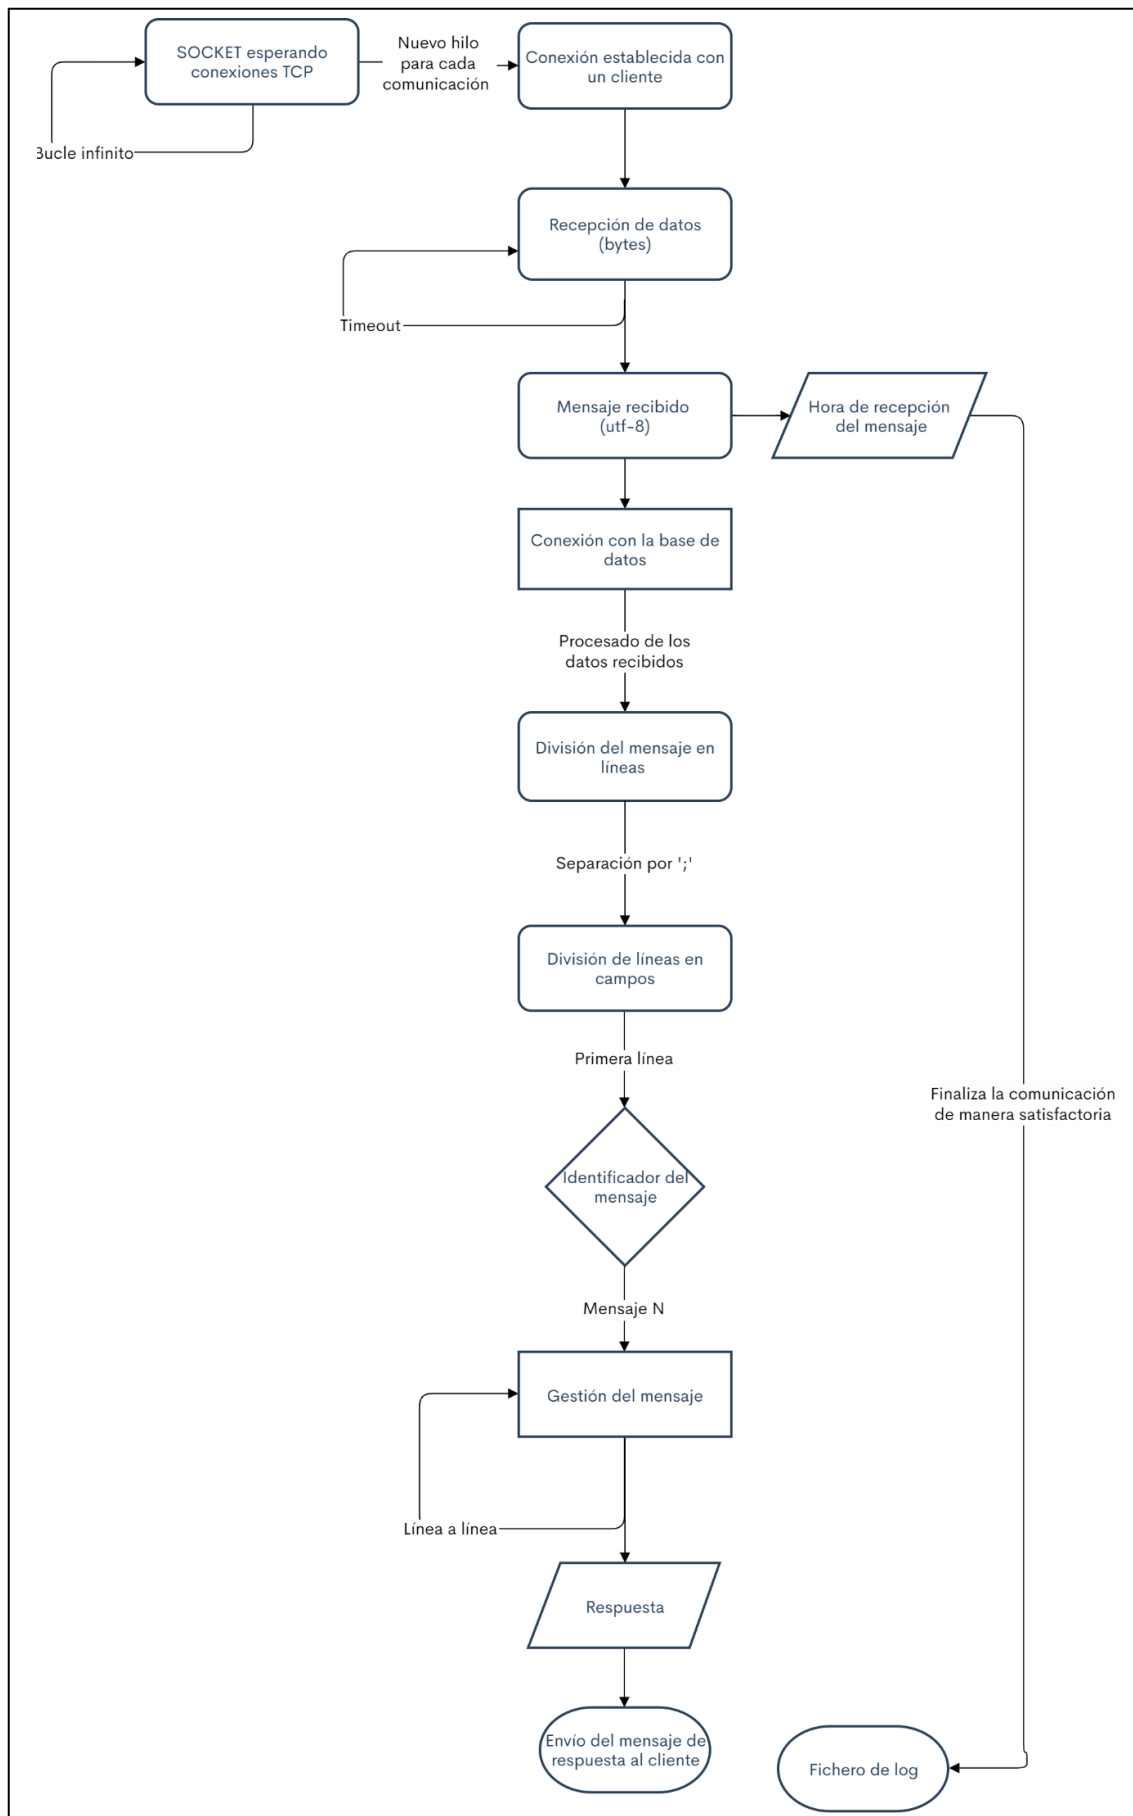 SOCKET esperando
conexiones TCP
Nuevo hilo
para cada
comunicación
Conexión establecida con
un cliente
Bucle infinito
Recepción de datos
(bytes)
Timeout
Mensaje recibido
(utf-8)
Hora de recepción
del mensaje
Conexión con la base de
datos
Procesado de los
datos recibidos
División del mensaje en
líneas
Separación por ';'
División de líneas en
campos
Primera línea
Finaliza la comunicación
de manera satisfactoria
Identificador del
mensaje
Mensaje N
Gestión del mensaje
Línea a línea
Respuesta
Envío del mensaje de
respuesta al cliente
Fichero de log